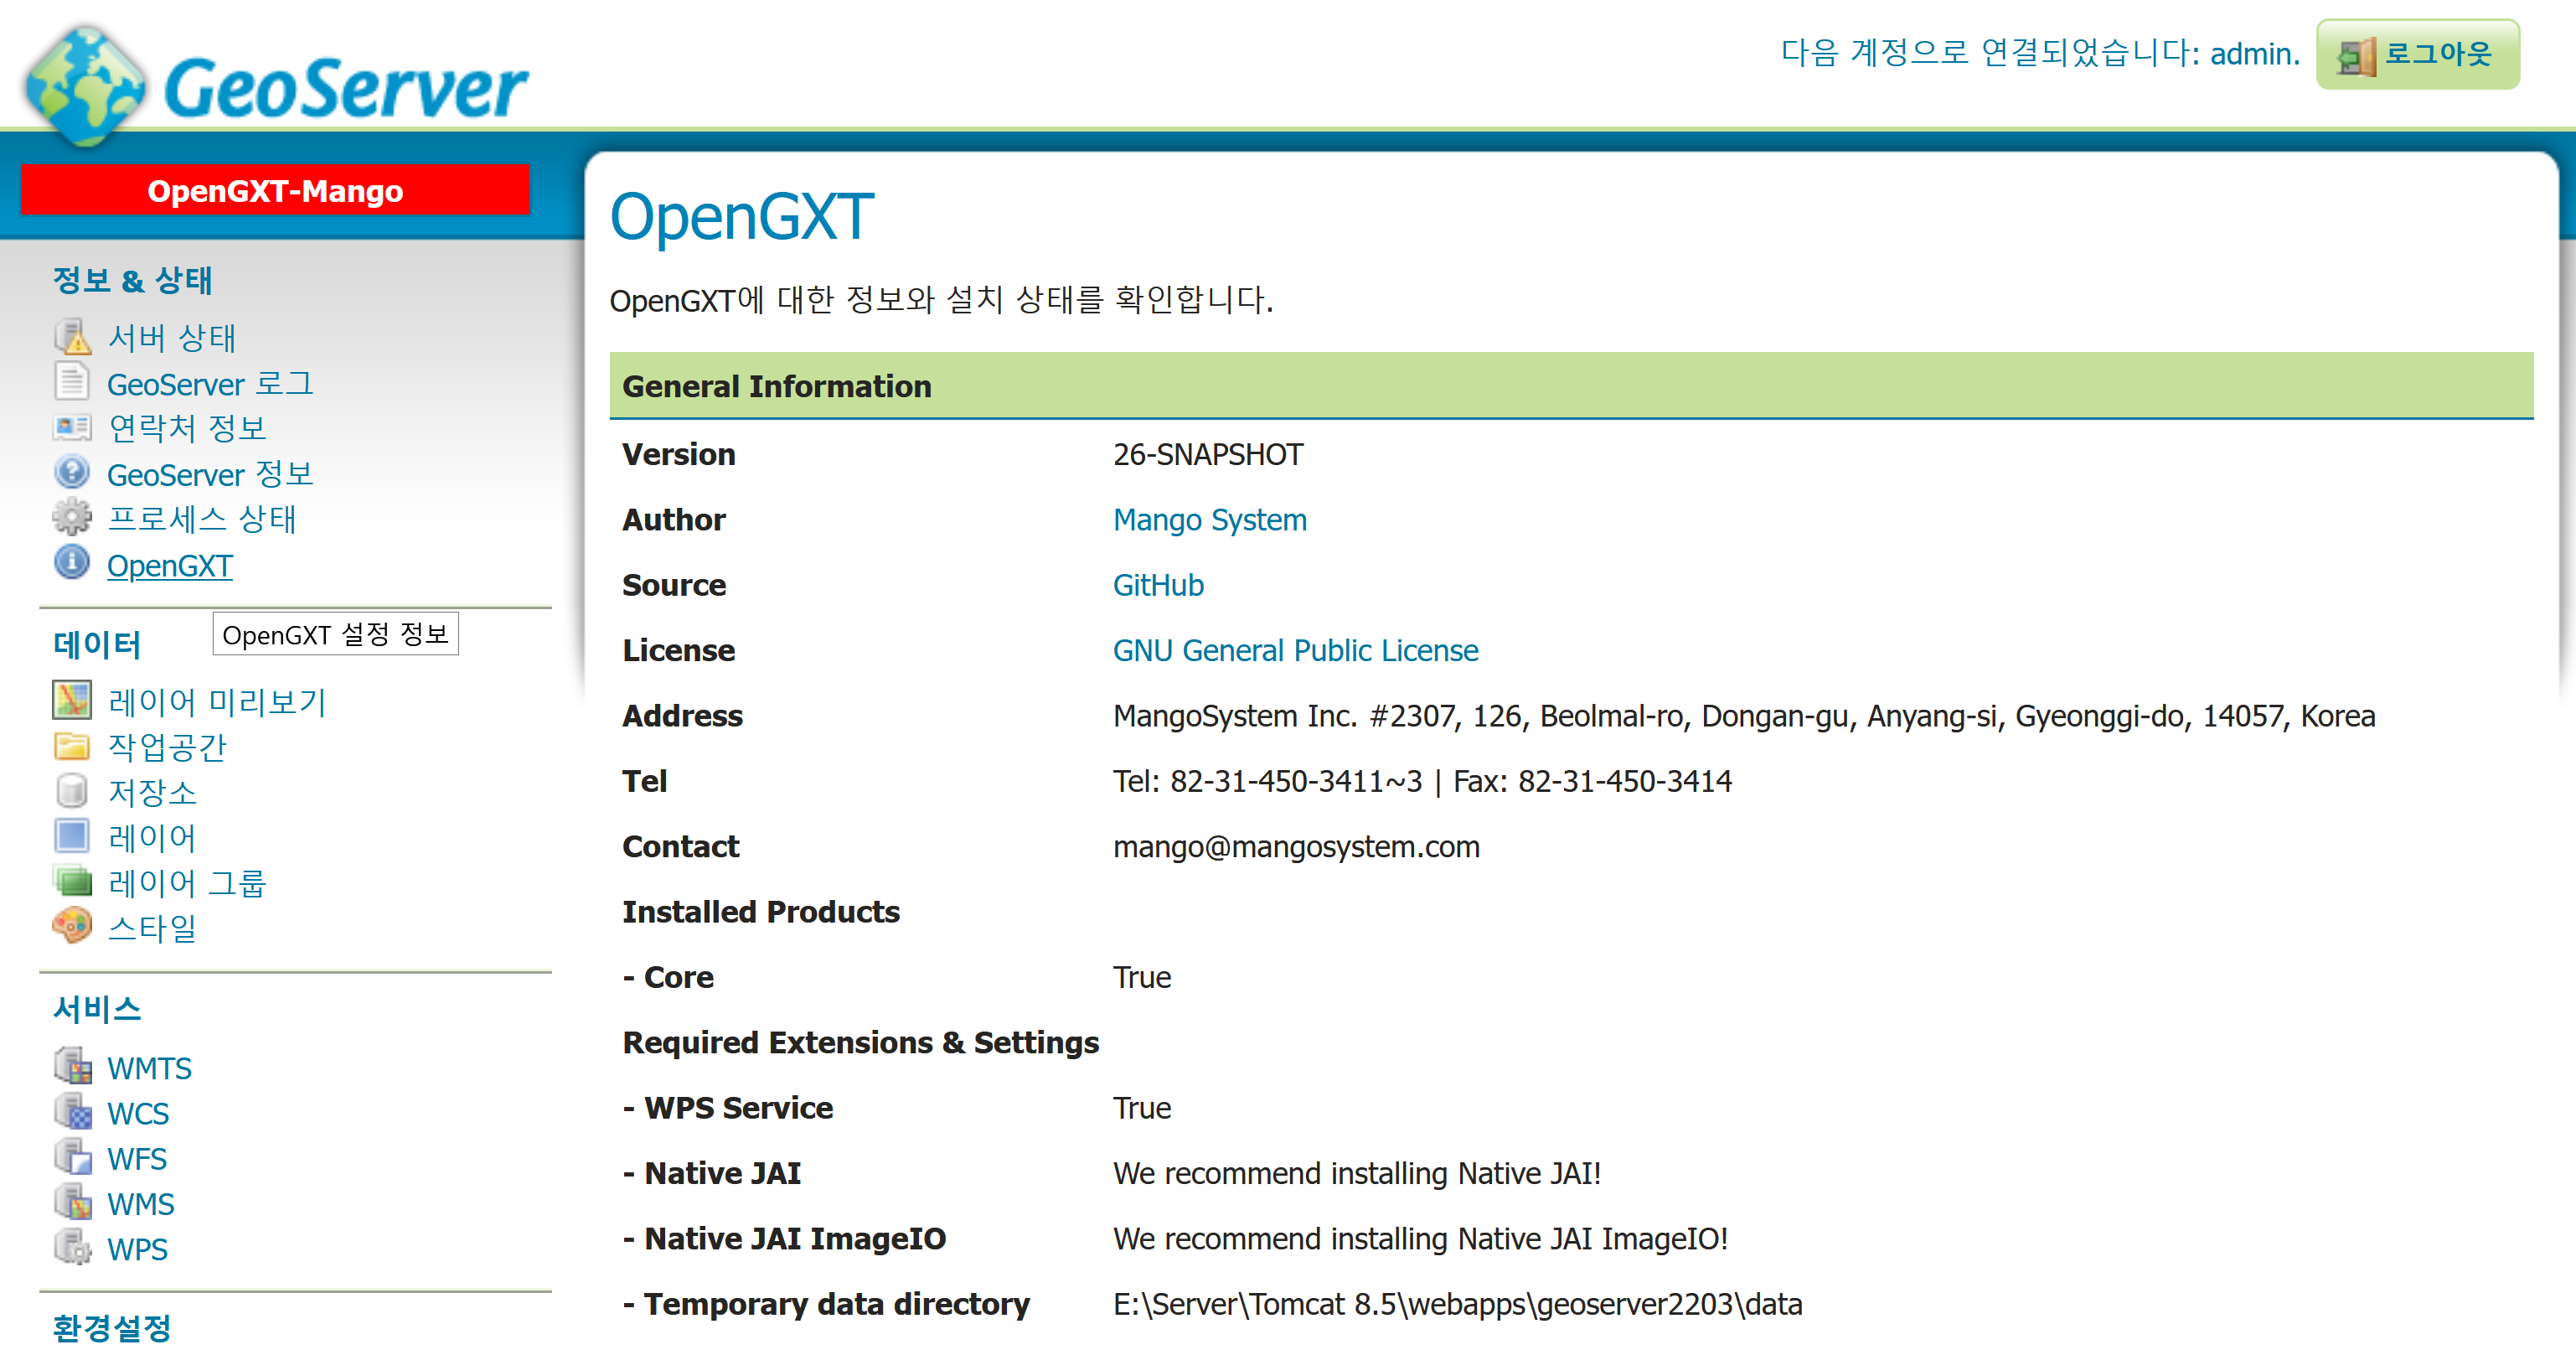 GeoServer
다음 계정으로 연결되었습니다: admin.
로그아웃
OpenGXT-Mango
정보 & 상태
서버 상태
GeoServer 로그
연락처 정보
GeoServer 정보
프로세스 상태
OpenGXT
OpenGXT 설정 정보
데이터
레이어 미리보기
작업공간
저장소
레이어
레이어 그룹
스타일
서비스
WMTS
WCS
WFS
WMS
WPS
환경설정
OpenGXT
OpenGXT에 대한 정보와 설치 상태를 확인합니다.
General Information
Version 26-SNAPSHOT
Author Mango System
Source GitHub
License GNU General Public License
Address MangoSystem Inc. #2307, 126, Beolmal-ro, Dongan-gu, Anyang-si, Gyeonggi-do, 14057, Korea
Tel Tel: 82-31-450-3411~3 | Fax: 82-31-450-3414
Contact mango@mangosystem.com
Installed Products
- Core True
Required Extensions & Settings
- WPS Service True
- Native JAI We recommend installing Native JAI!
- Native JAI ImageIO We recommend installing Native JAI ImageIO!
- Temporary data directory E:\Server\Tomcat 8.5\webapps\geoserver2203\data